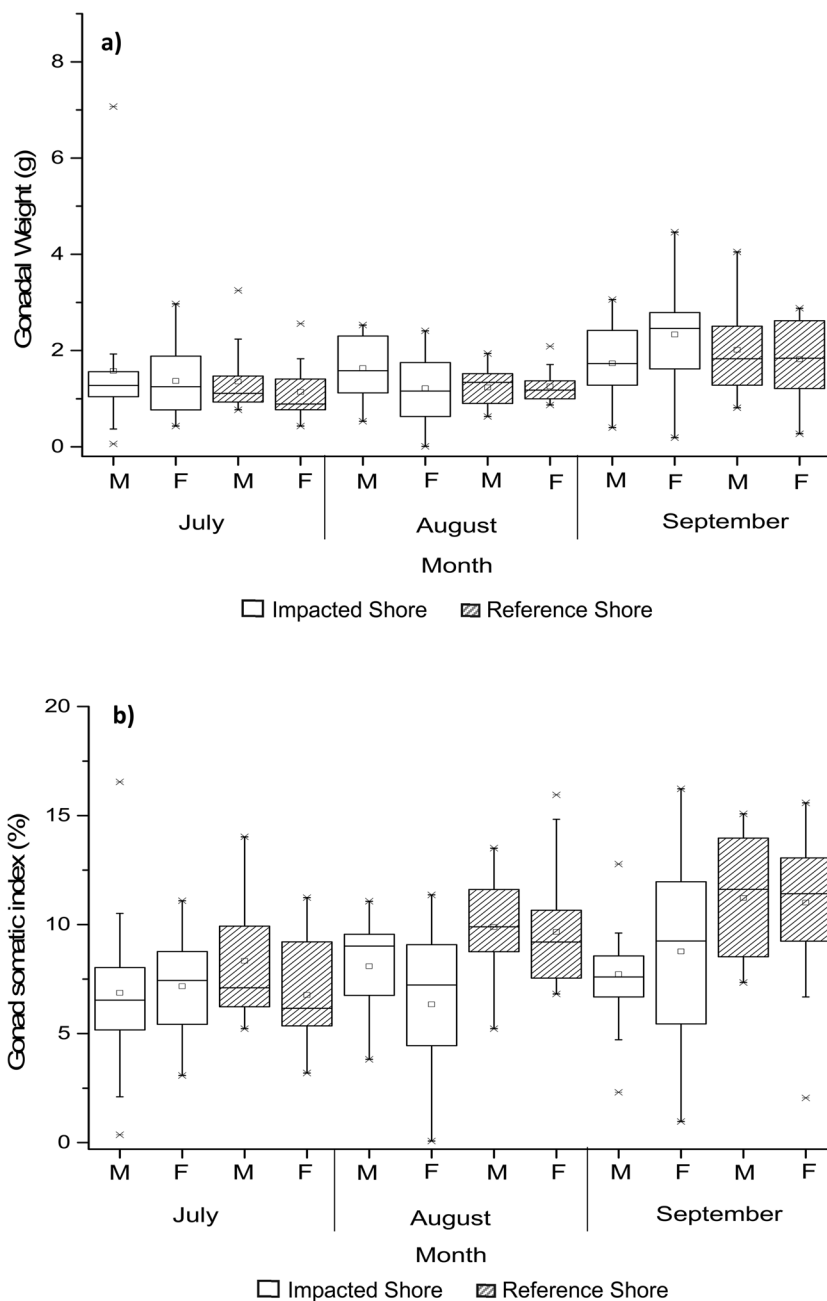 a)
8
6
4
2
0
Gonadal Weight (g)
M F M F M F M F M F M F
July August September
Month
Impacted Shore Reference Shore
b)
20
15
10
5
0
Gonad somatic index (%)
M F M F M F M F M F M F
July August September
Month
Impacted Shore Reference Shore